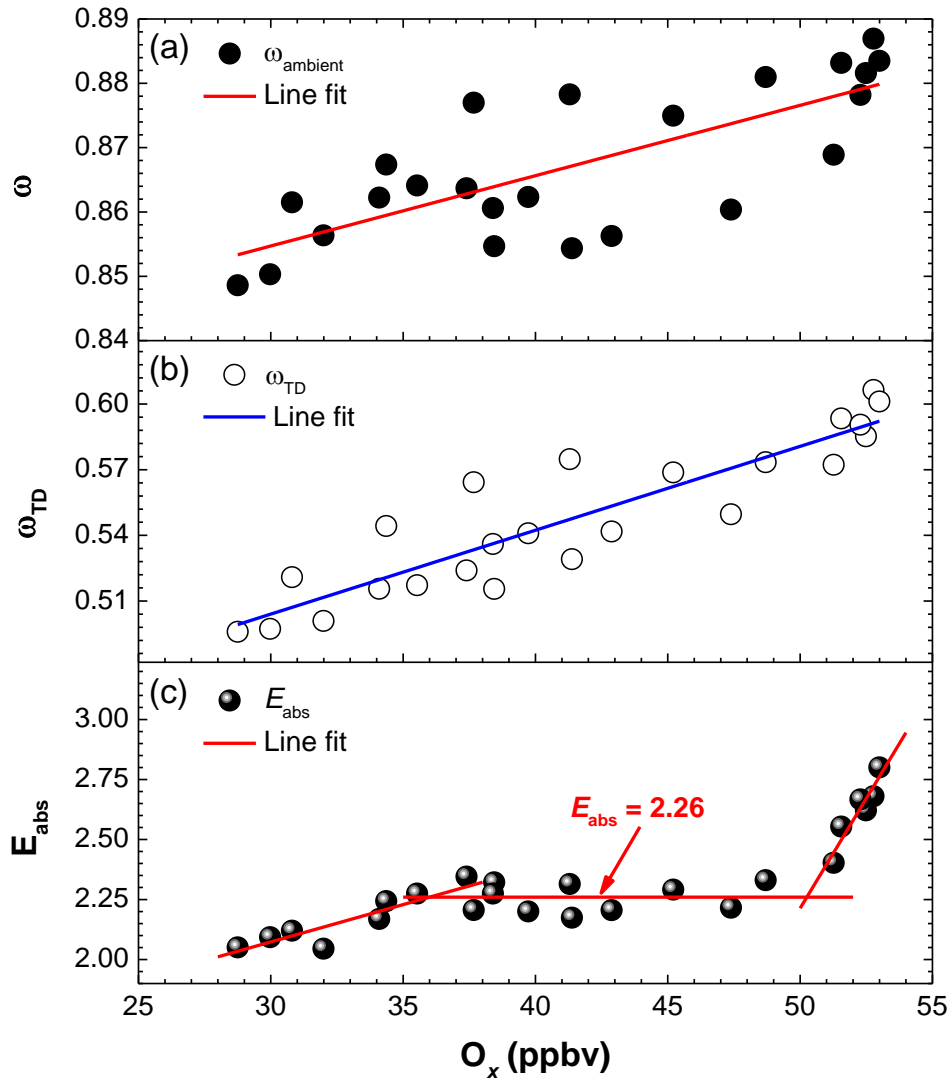 0.89
(a)
ω_ambient
Line fit
0.88
0.87
ω
0.86
0.85
0.84
(b)
ω_TD
Line fit
0.60
0.57
ω_TD
0.54
0.51
(c)
E_abs
Line fit
3.00
2.75
E_abs = 2.26
E_abs
2.50
2.25
2.00
25 30 35 40 45 50 55
O_x (ppbv)